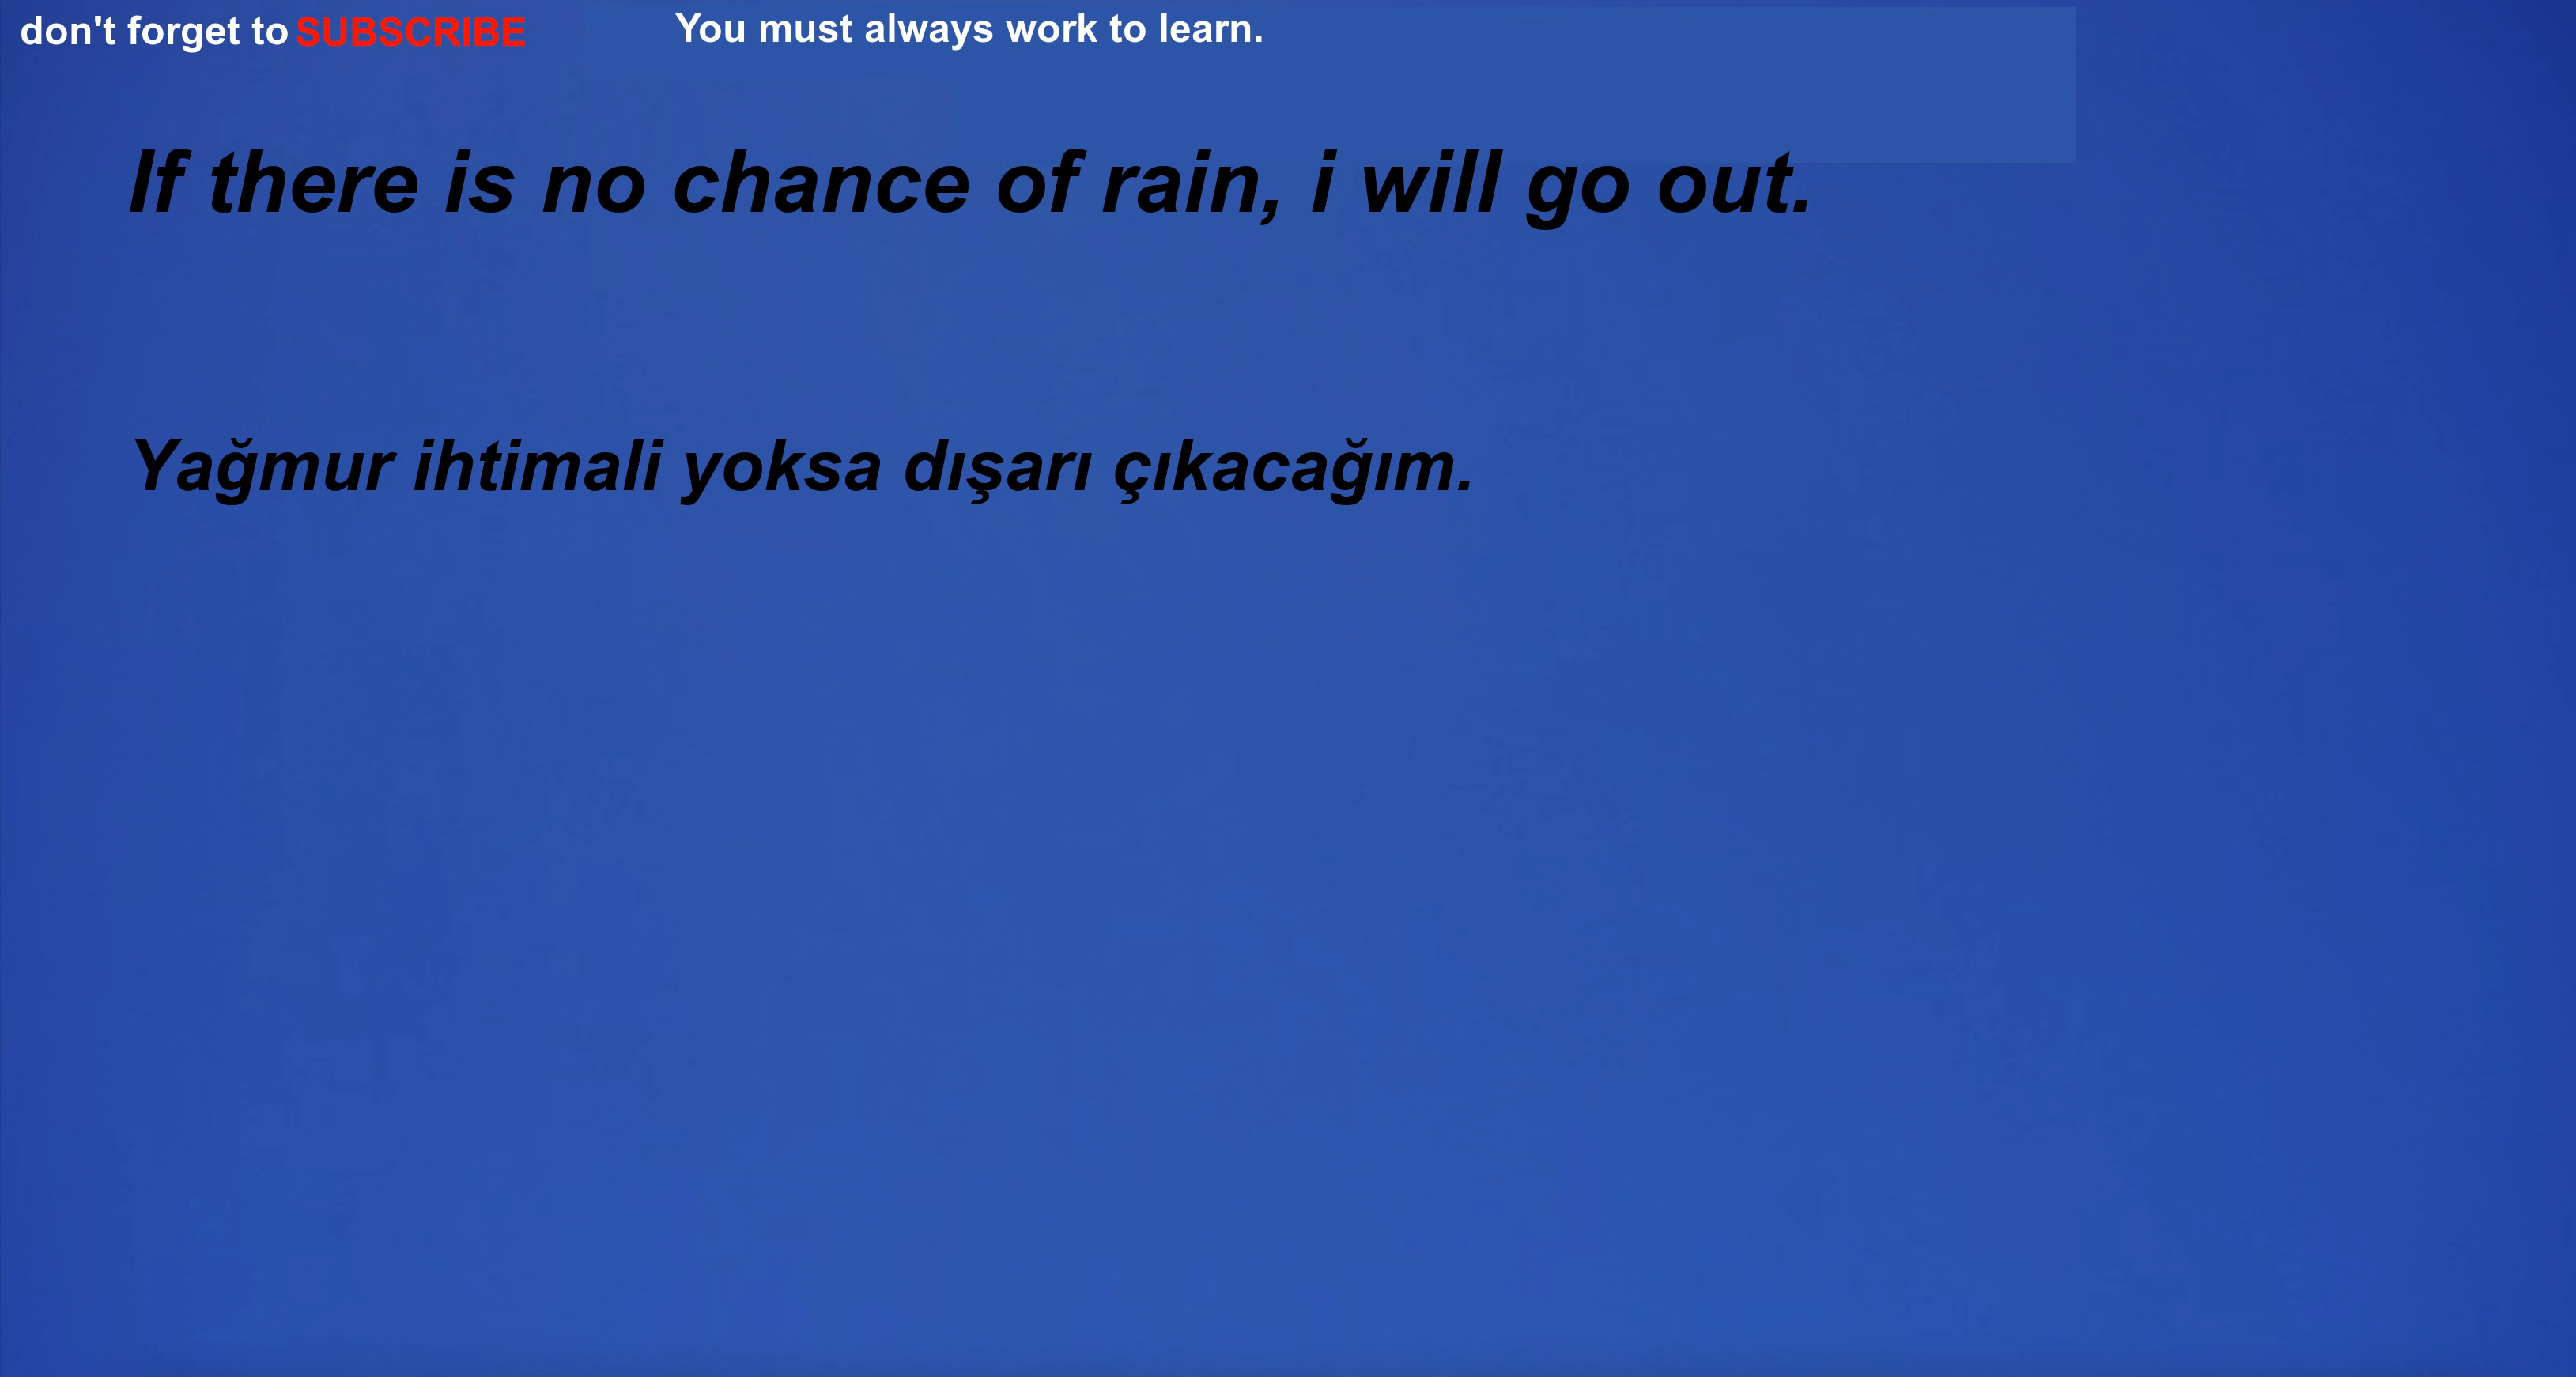 don't forget to SUBSCRIBE You must always work to learn.
If there is no chance of rain, i will go out.
Yağmur ihtimali yoksa dışarı çıkacağım.